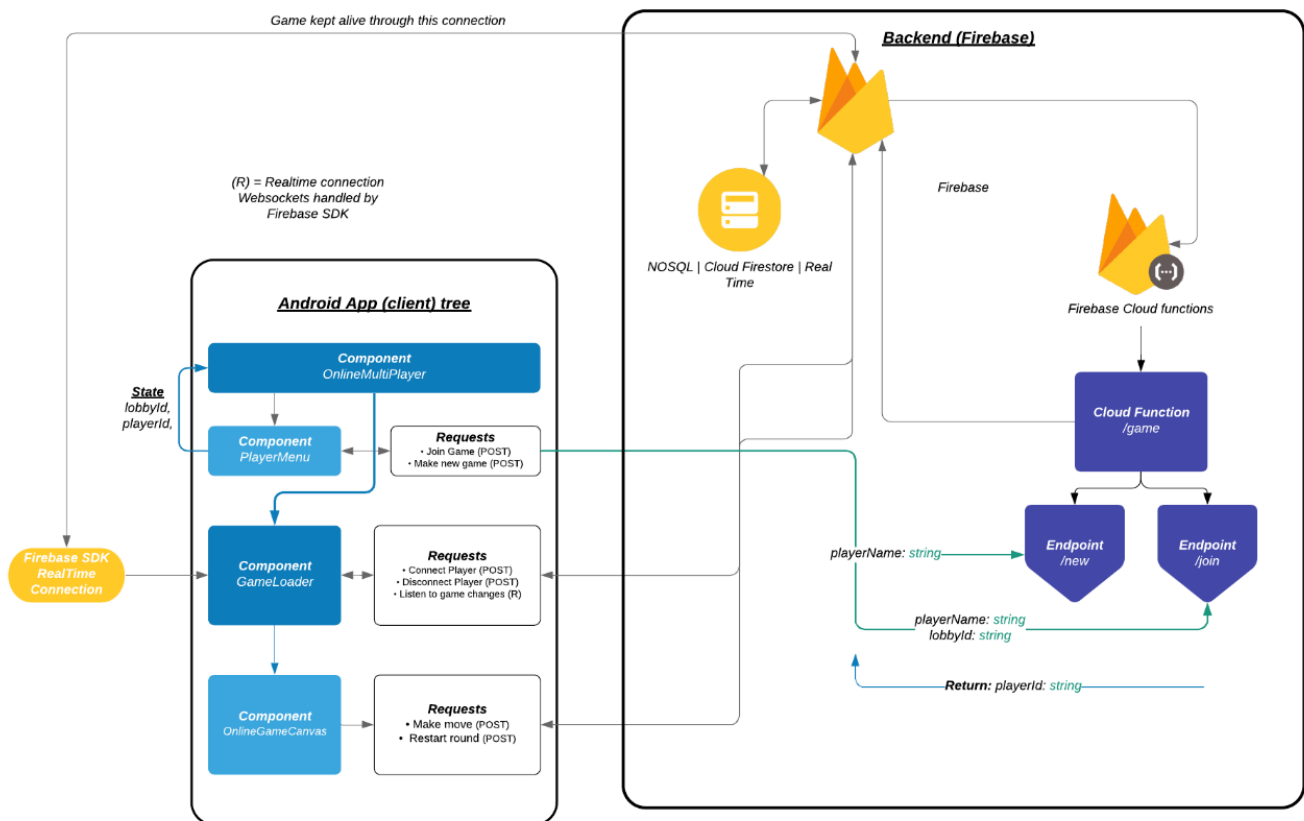 Game kept alive through this connection
Backend (Firebase)
(R) = Realtime connection
Websockets handled by
Firebase SDK
Firebase
NOSQL | Cloud Firestore | Real
Time
Firebase Cloud functions
Android App (client) tree
Component
OnlineMultiPlayer
State
lobbyId,
playerId,
Component
PlayerMenu
Requests
• Join Game (POST)
• Make new game (POST)
Cloud Function
/game
Firebase SDK
RealTime
Connection
Component
GameLoader
Requests
• Connect Player (POST)
• Disconnect Player (POST)
• Listen to game changes (R)
playerName: string
Endpoint
/new
Endpoint
/join
playerName: string
lobbyId: string
Return: playerId: string
Component
OnlineGameCanvas
Requests
• Make move (POST)
• Restart round (POST)